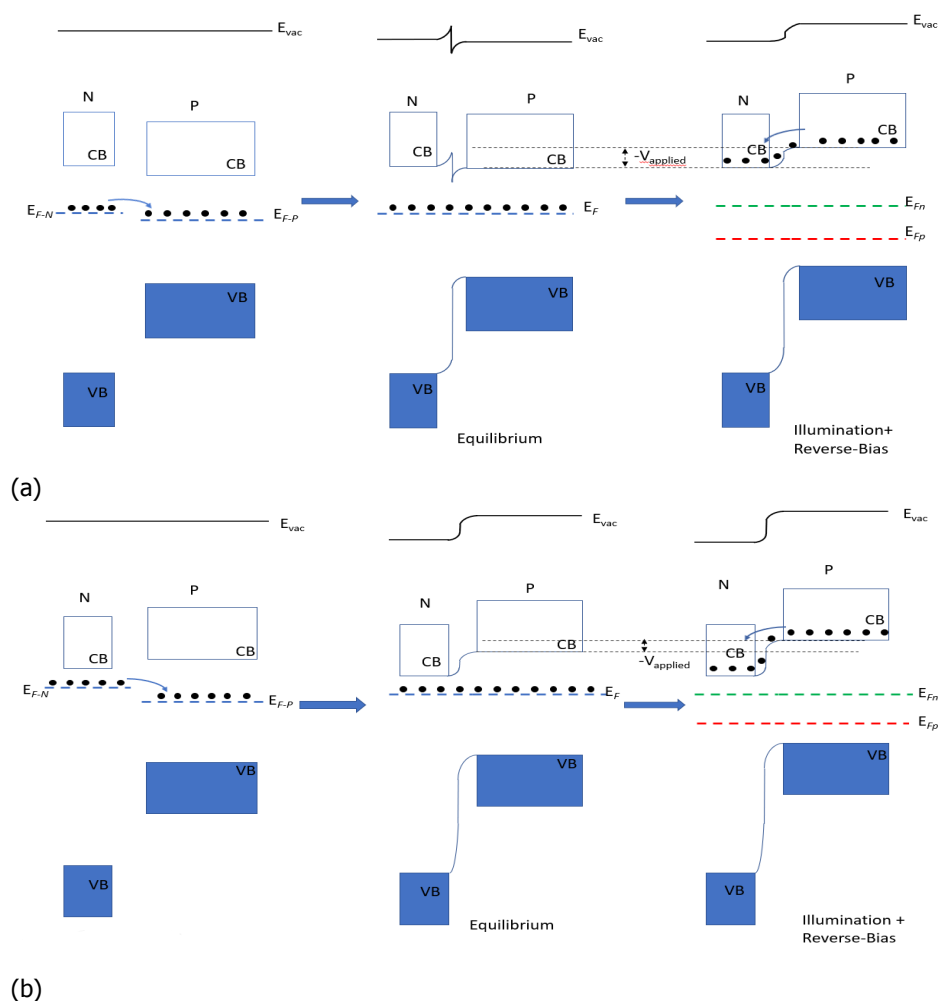 E_vac E_vac E_vac
N P N P N P
CB CB CB CB CB CB
-V_applied
E_F-N E_F-P E_F E_Fn
E_Fp
VB VB VB VB VB VB
Equilibrium
Illumination+
Reverse-Bias
(a)
E_vac E_vac E_vac
N P N P N P
CB CB CB CB CB CB
-V_applied
E_F-N E_F-P E_F E_Fn
E_Fp
VB VB VB VB VB VB
Equilibrium
Illumination +
Reverse-Bias
(b)